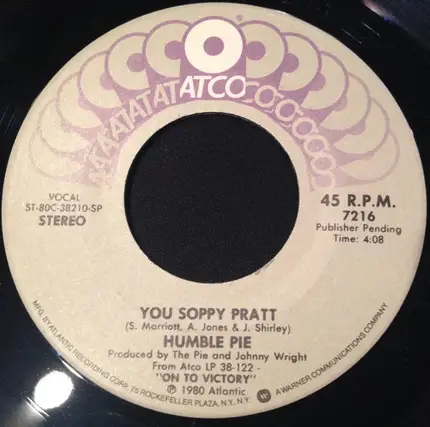 ATCO
VOCAL
ST-80C-38210-SP
STEREO
45 R.P.M.
7216
Publisher Pending
Time: 4:08
YOU SOPPY PRATT
(S. Marriott, A. Jones & J. Shirley)
HUMBLE PIE
Produced by The Pie and Johnny Wright
From Atco LP 38-122 -
"ON TO VICTORY"
℗ 1980 Atlantic
MFG. BY ATLANTIC RECORDING CORP., 75 ROCKEFELLER PLAZA, N.Y., N.Y. A WARNER COMMUNICATIONS COMPANY